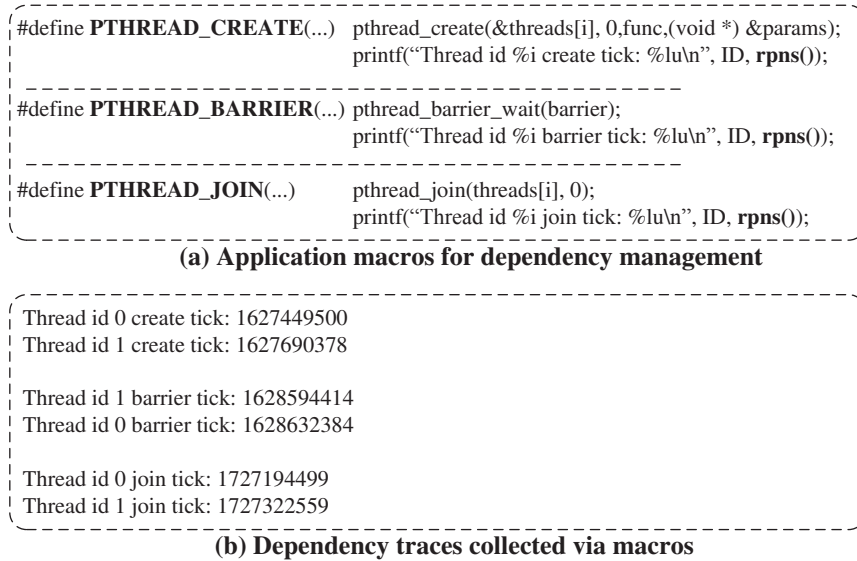 #define PTHREAD_CREATE(...) pthread_create(&threads[i], 0,func,(void *) &params);
printf(“Thread id %i create tick: %lu\n”, ID, rpns());
#define PTHREAD_BARRIER(...) pthread_barrier_wait(barrier);
printf(“Thread id %i barrier tick: %lu\n”, ID, rpns());
#define PTHREAD_JOIN(...) pthread_join(threads[i], 0);
printf(“Thread id %i join tick: %lu\n”, ID, rpns());
(a) Application macros for dependency management
Thread id 0 create tick: 1627449500
Thread id 1 create tick: 1627690378
Thread id 1 barrier tick: 1628594414
Thread id 0 barrier tick: 1628632384
Thread id 0 join tick: 1727194499
Thread id 1 join tick: 1727322559
(b) Dependency traces collected via macros